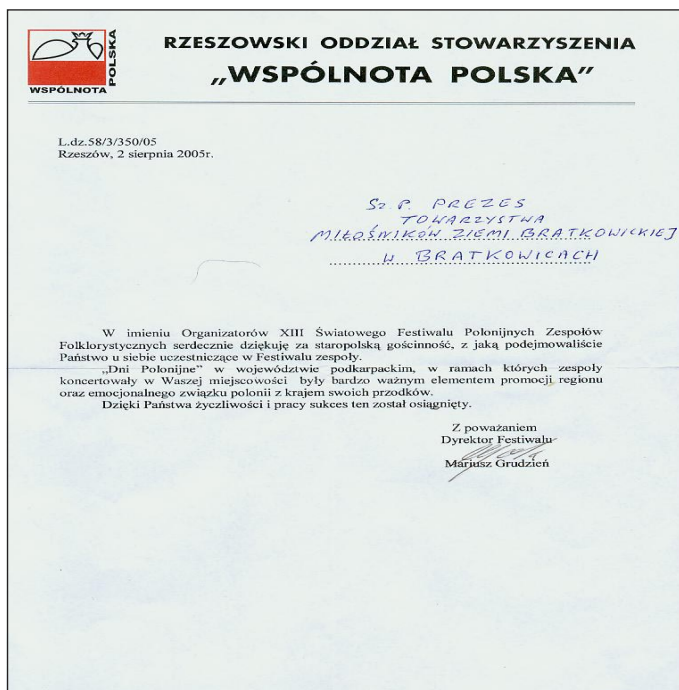 WSPÓLNOTA
POLSKA
RZESZOWSKI ODDZIAŁ STOWARZYSZENIA
„WSPÓLNOTA POLSKA”
L.dz.58/3/350/05
Rzeszów, 2 sierpnia 2005r.
Sz. P. PREZES
TOWARZYSTWA
MIŁOŚNIKÓW ZIEMI BRATKOWICKIEJ
W BRATKOWICACH
W imieniu Organizatorów XIII Światowego Festiwalu Polonijnych Zespołów
Folklorystycznych serdecznie dziękuję za staropolską gościnność, z jaką podejmowaliście
Państwo u siebie uczestniczące w Festiwalu zespoły.
„Dni Polonijne” w województwie podkarpackim, w ramach których zespoły
koncertowały w Waszej miejscowości były bardzo ważnym elementem promocji regionu
oraz emocjonalnego związku polonii z krajem swoich przodków.
Dzięki Państwa życzliwości i pracy sukces ten został osiągnięty.
Z poważaniem
Dyrektor Festiwalu
Mariusz Grudzień